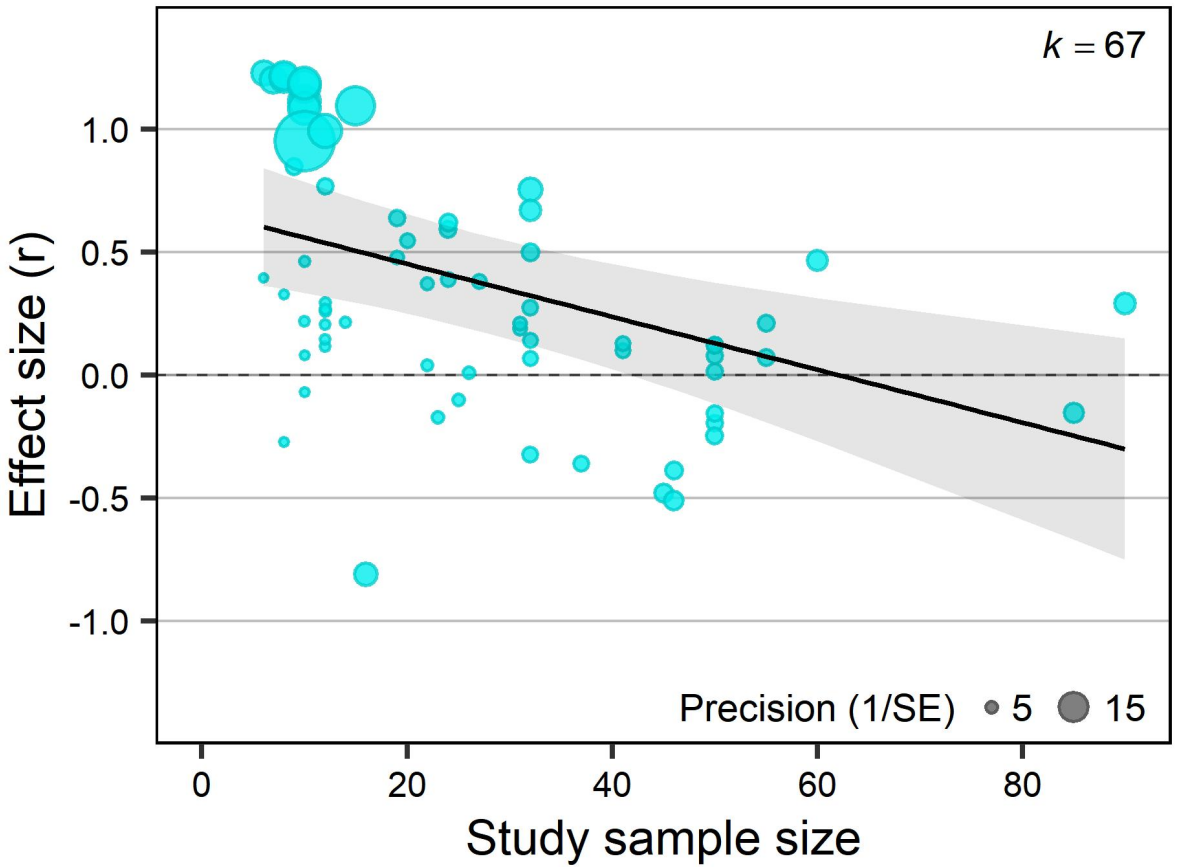 k = 67
Effect size (r)
1.0
0.5
0.0
-0.5
-1.0
Precision (1/SE) 5 15
0 20 40 60 80
Study sample size